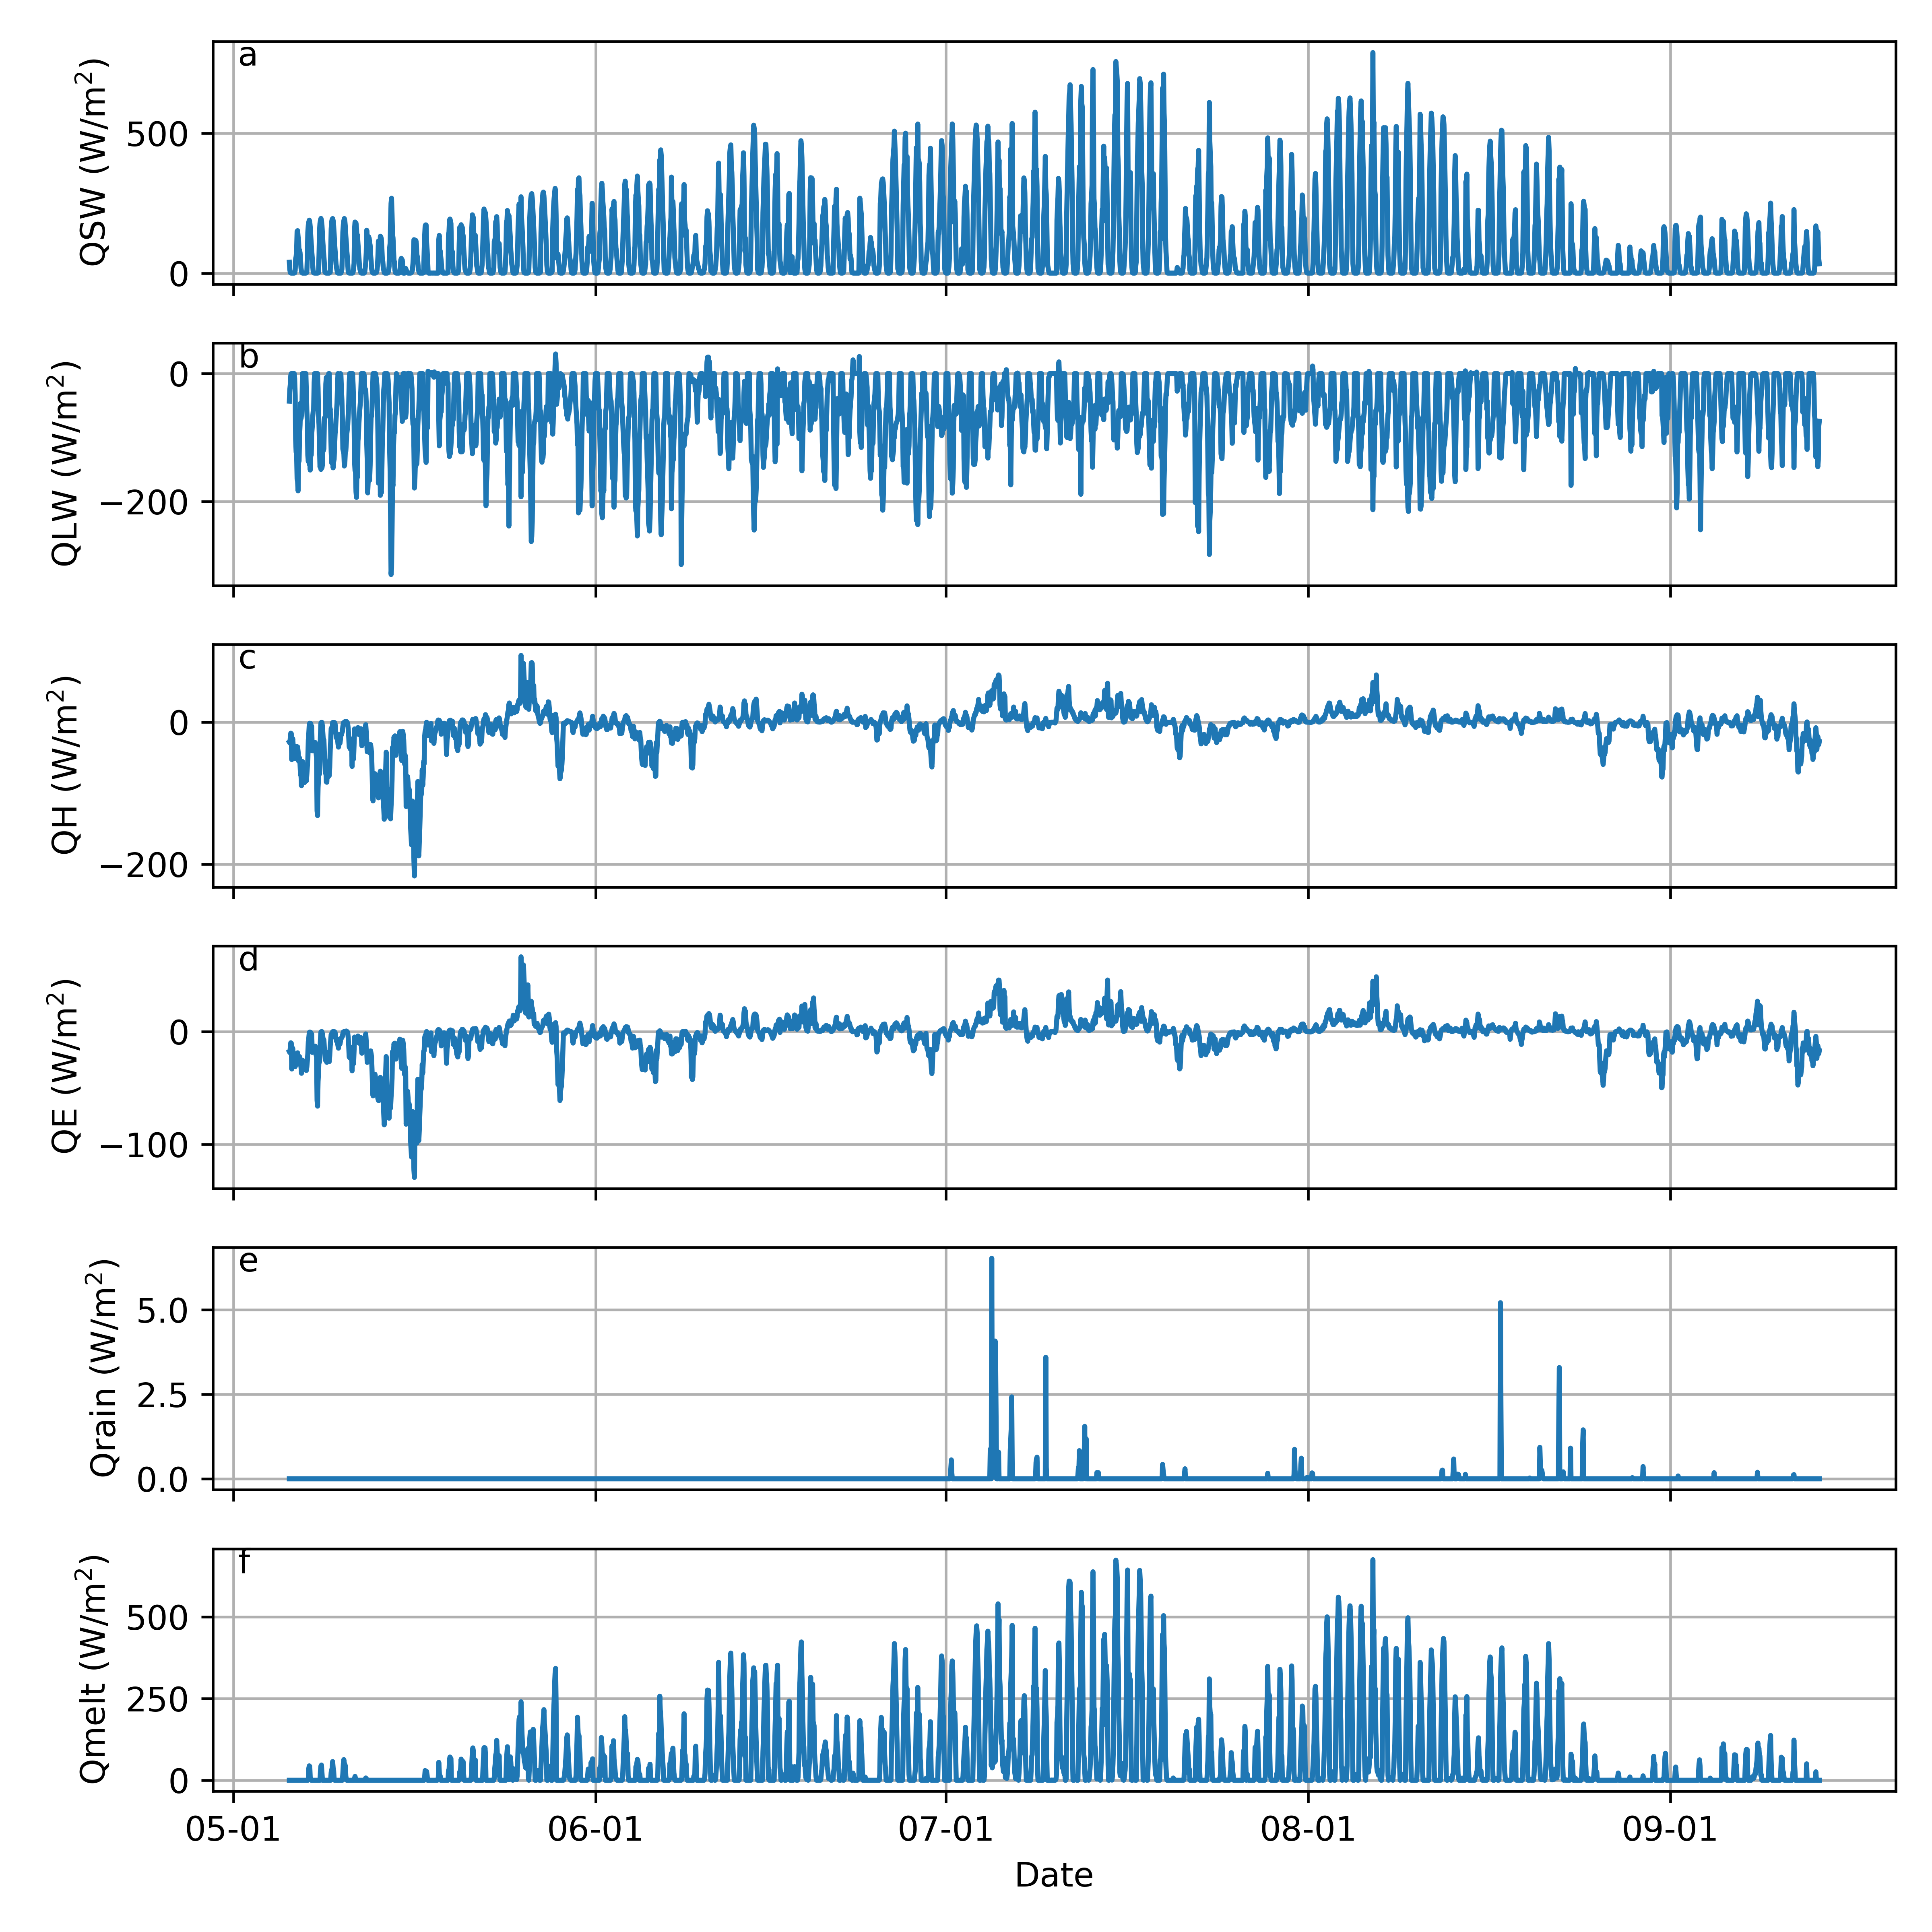 a
QSW (W/m²)
500
0
b
QLW (W/m²)
0
−200
c
QH (W/m²)
0
−200
d
QE (W/m²)
0
−100
e
Qrain (W/m²)
5.0
2.5
0.0
f
Qmelt (W/m²)
500
250
0
05-01 06-01 07-01 08-01 09-01
Date